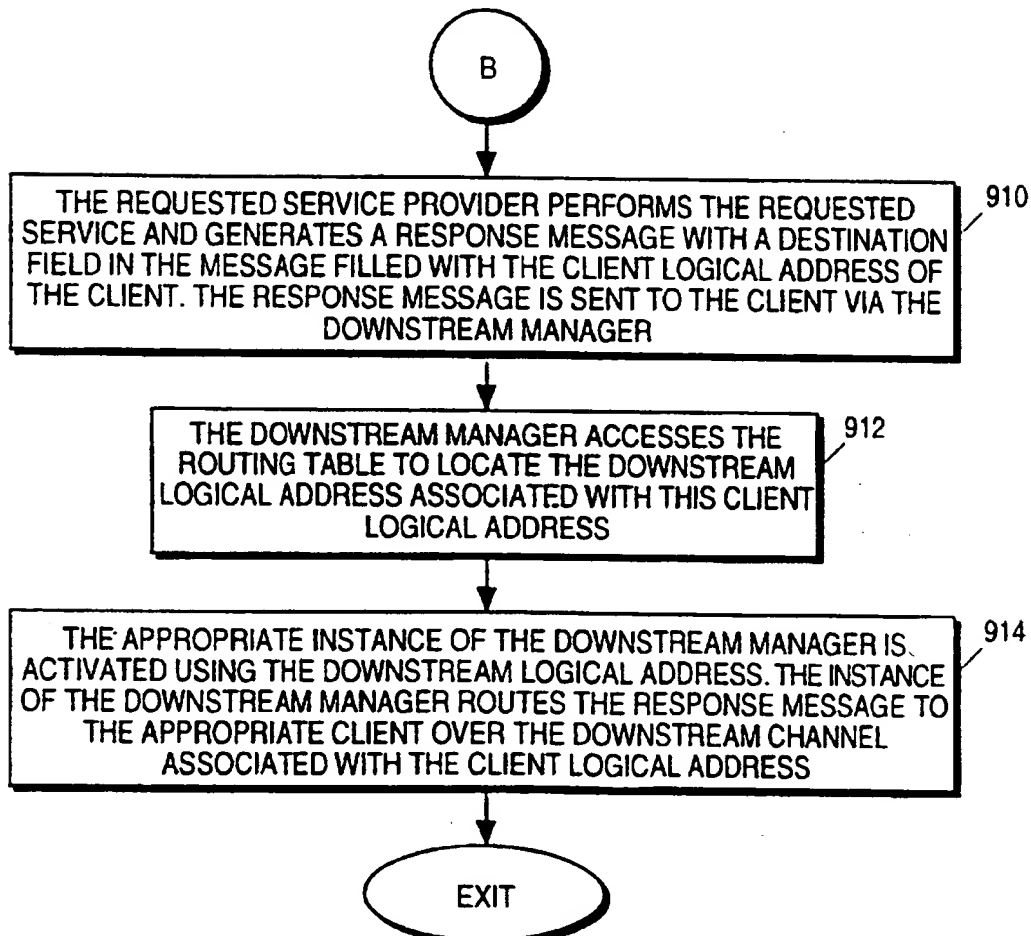 B
910
THE REQUESTED SERVICE PROVIDER PERFORMS THE REQUESTED
SERVICE AND GENERATES A RESPONSE MESSAGE WITH A DESTINATION
FIELD IN THE MESSAGE FILLED WITH THE CLIENT LOGICAL ADDRESS OF
THE CLIENT. THE RESPONSE MESSAGE IS SENT TO THE CLIENT VIA THE
DOWNSTREAM MANAGER
912
THE DOWNSTREAM MANAGER ACCESSES THE
ROUTING TABLE TO LOCATE THE DOWNSTREAM
LOGICAL ADDRESS ASSOCIATED WITH THIS CLIENT
LOGICAL ADDRESS
914
THE APPROPRIATE INSTANCE OF THE DOWNSTREAM MANAGER IS
ACTIVATED USING THE DOWNSTREAM LOGICAL ADDRESS. THE INSTANCE
OF THE DOWNSTREAM MANAGER ROUTES THE RESPONSE MESSAGE TO
THE APPROPRIATE CLIENT OVER THE DOWNSTREAM CHANNEL
ASSOCIATED WITH THE CLIENT LOGICAL ADDRESS
EXIT